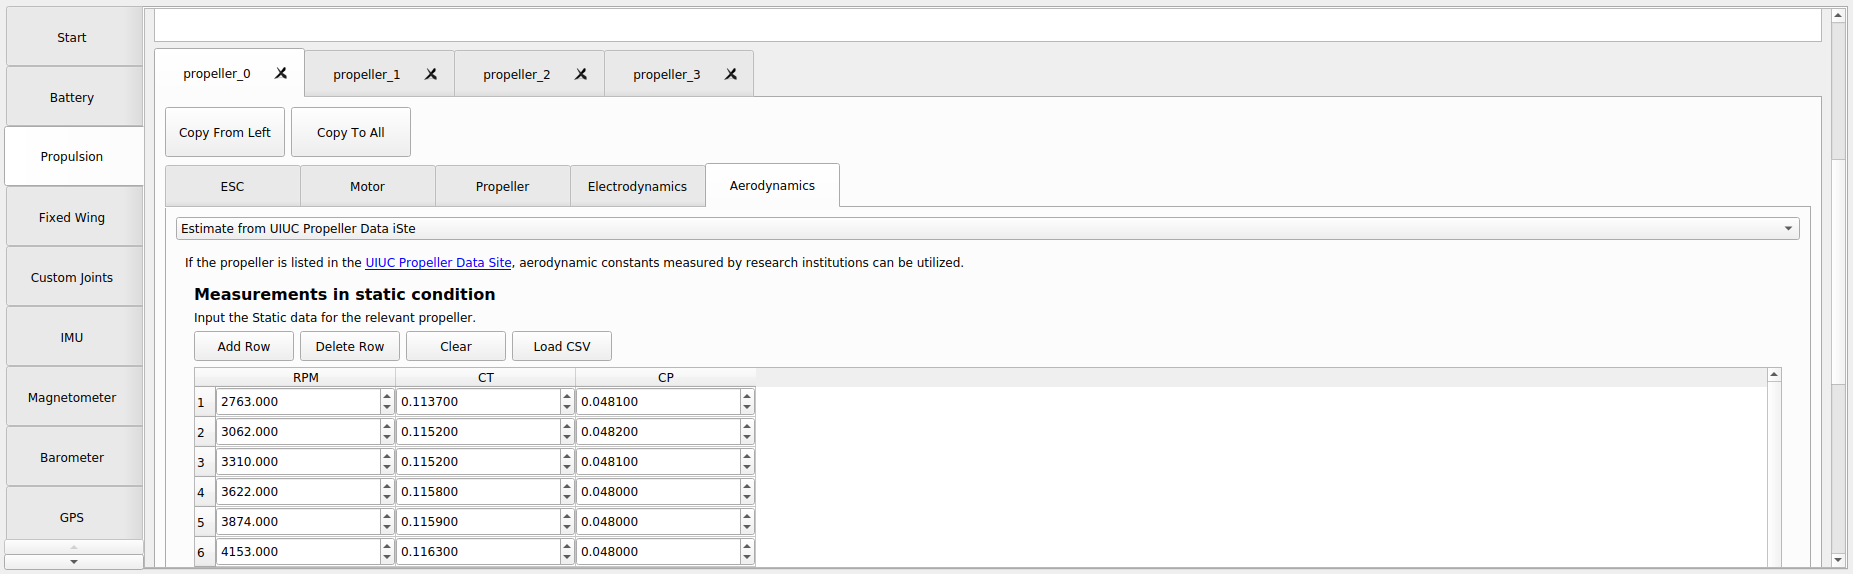 Start
Battery
Propulsion
Fixed Wing
Custom Joints
IMU
Magnetometer
Barometer
GPS
propeller_0 propeller_1 propeller_2 propeller_3
Copy From Left Copy To All
ESC Motor Propeller Electrodynamics Aerodynamics
Estimate from UIUC Propeller Data iSte
If the propeller is listed in the UIUC Propeller Data Site, aerodynamic constants measured by research institutions can be utilized.
Measurements in static condition
Input the Static data for the relevant propeller.
Add Row Delete Row Clear Load CSV
RPM CT CP
1 2763.000 0.113700 0.048100
2 3062.000 0.115200 0.048200
3 3310.000 0.115200 0.048100
4 3622.000 0.115800 0.048000
5 3874.000 0.115900 0.048000
6 4153.000 0.116300 0.048000